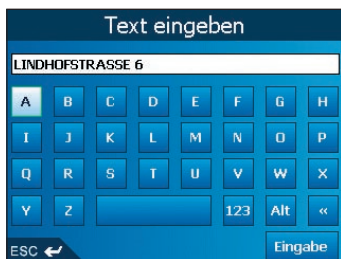 Text eingeben
LINDHOFSTRASSE 6
A B C D E F G H
I J K L M N O P
Q R S T U V W X
Y Z 123 Alt «
ESC Eingabe